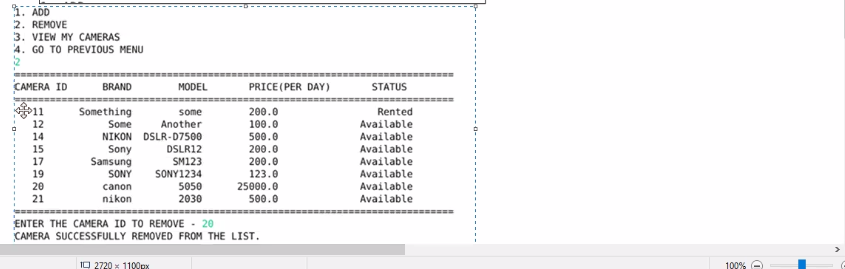 1. ADD
2. REMOVE
3. VIEW MY CAMERAS
4. GO TO PREVIOUS MENU
2
================================================================================
CAMERA ID BRAND MODEL PRICE(PER DAY) STATUS
================================================================================
11 Something some 200.0 Rented
12 Some Another 100.0 Available
14 NIKON DSLR-D7500 500.0 Available
15 Sony DSLR12 200.0 Available
17 Samsung SM123 200.0 Available
19 SONY SONY1234 123.0 Available
20 canon 5050 25000.0 Available
21 nikon 2030 500.0 Available
================================================================================
ENTER THE CAMERA ID TO REMOVE - 20
CAMERA SUCCESSFULLY REMOVED FROM THE LIST.
2720 × 1100px 100%